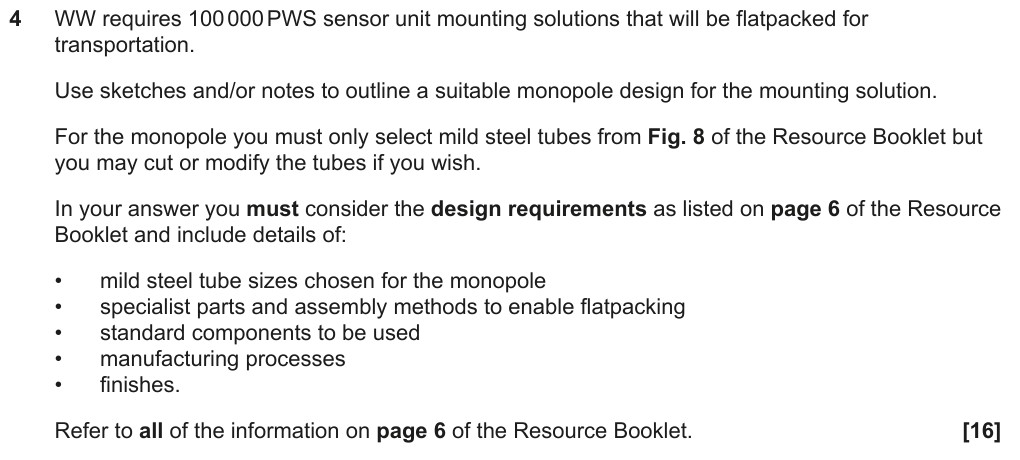 4 WW requires 100 000 PWS sensor unit mounting solutions that will be flatpacked for
transportation.
Use sketches and/or notes to outline a suitable monopole design for the mounting solution.
For the monopole you must only select mild steel tubes from Fig. 8 of the Resource Booklet but
you may cut or modify the tubes if you wish.
In your answer you must consider the design requirements as listed on page 6 of the Resource
Booklet and include details of:
• mild steel tube sizes chosen for the monopole
• specialist parts and assembly methods to enable flatpacking
• standard components to be used
• manufacturing processes
• finishes.
Refer to all of the information on page 6 of the Resource Booklet. [16]